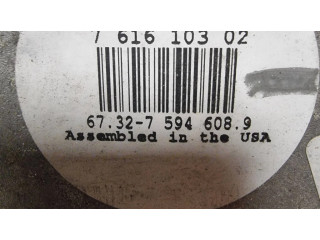 7 616 103 02
67.32-7 594 608.9
Assembled in the USA